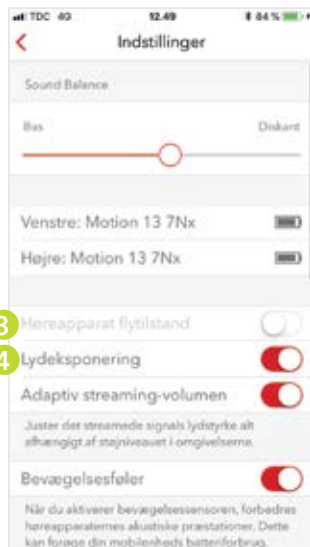 TDC 4G 12.49 84 %
Indstillinger
Sound Balance
Bas Diskant
Venstre: Motion 13 7Nx
Højre: Motion 13 7Nx
3 Høreapparat flytilstand
4 Lydeksponering
Adaptiv streaming-volumen
Juster det streamede signals lydstyrke alt
afhængigt af støjniveauet i omgivelserne.
Bevægelsesføler
Når du aktiverer bevægelsessensoren, forbedres
høreapparaternes akustiske præstationer. Dette
kan forøge din mobilenheds batteriforbrug.